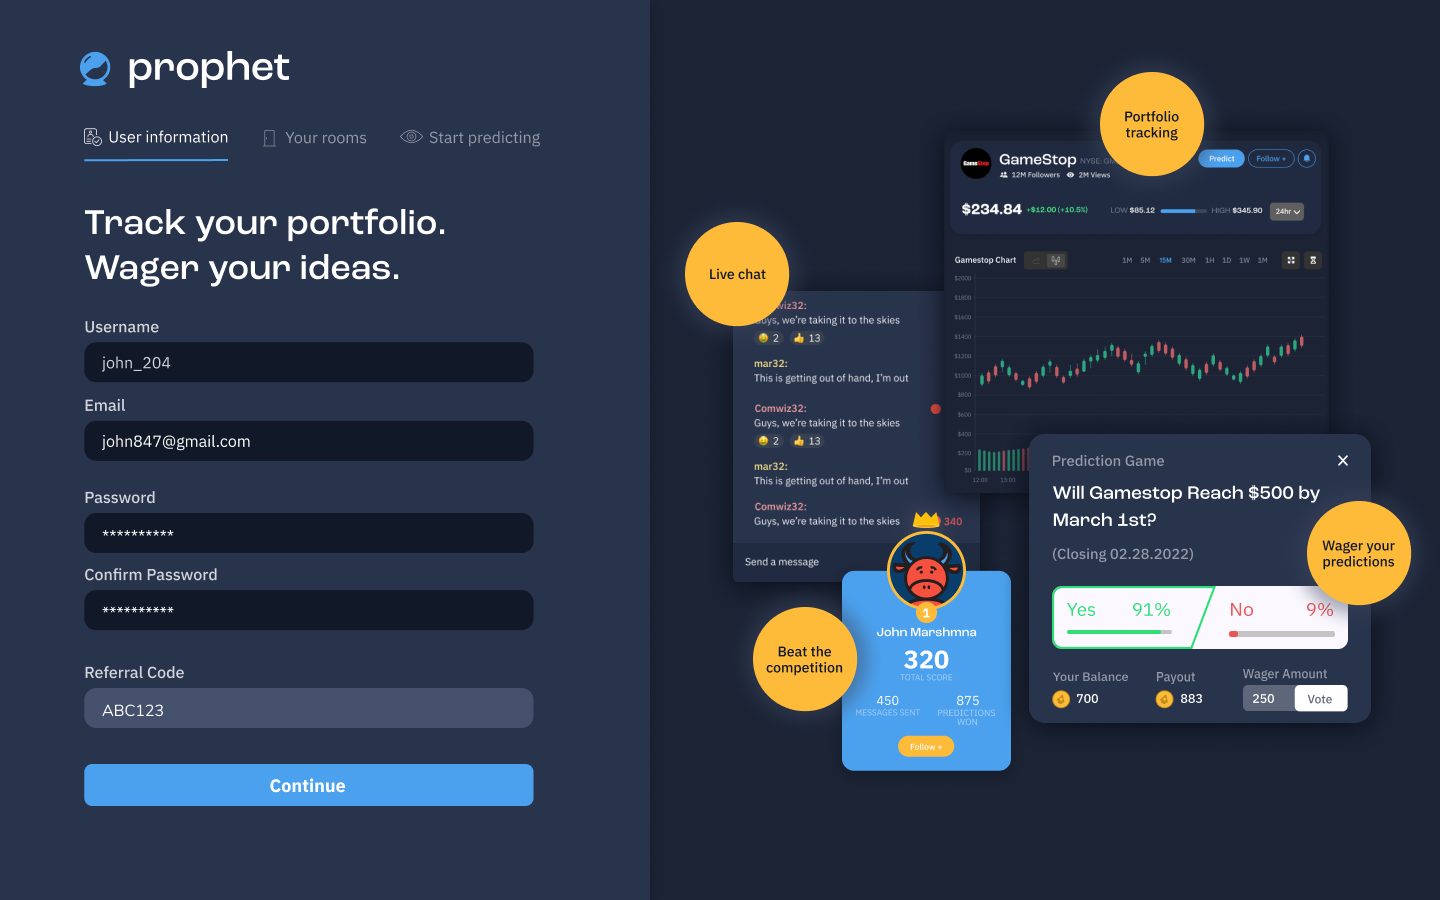 prophet
User information
Your rooms
Start predicting
Track your portfolio.
Wager your ideas.
Username
john_204
Email
john847@gmail.com
Password
**********
Confirm Password
**********
Referral Code
ABC123
Continue
Portfolio
tracking
GameStop
GameStop NYSE: GM
12M Followers 2M Views
Predict
Follow +
$234.84 +$12.00 (+10.5%)
LOW $85.12
HIGH $345.90
24hr
Gamestop Chart
1M 5M 15M 30M 1H 1D 1W 1M
$2000
$1800
$1600
$1400
$1200
$1000
$800
$600
$400
$200
$0
12:00 13:00
Live chat
mwiz32:
Guys, we're taking it to the skies
2 13
mar32:
This is getting out of hand, I'm out
Comwiz32:
Guys, we're taking it to the skies
2 13
mar32:
This is getting out of hand, I'm out
Comwiz32:
Guys, we're taking it to the skies
340
Send a message
Beat the
competition
1
John Marshmna
320
TOTAL SCORE
450
MESSAGES SENT
875
PREDICTIONS
WON
Follow +
Prediction Game
Will Gamestop Reach $500 by
March 1st?
(Closing 02.28.2022)
Wager your
predictions
Yes 91%
No 9%
Your Balance
700
Payout
883
Wager Amount
250
Vote